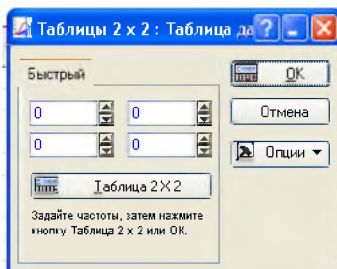 Таблицы 2 x 2 : Таблица да
Быстрый
OK
0 0
Отмена
0 0
Опции
Таблица 2X2
Задайте частоты, затем нажмите
кнопку Таблица 2 x 2 или OK.